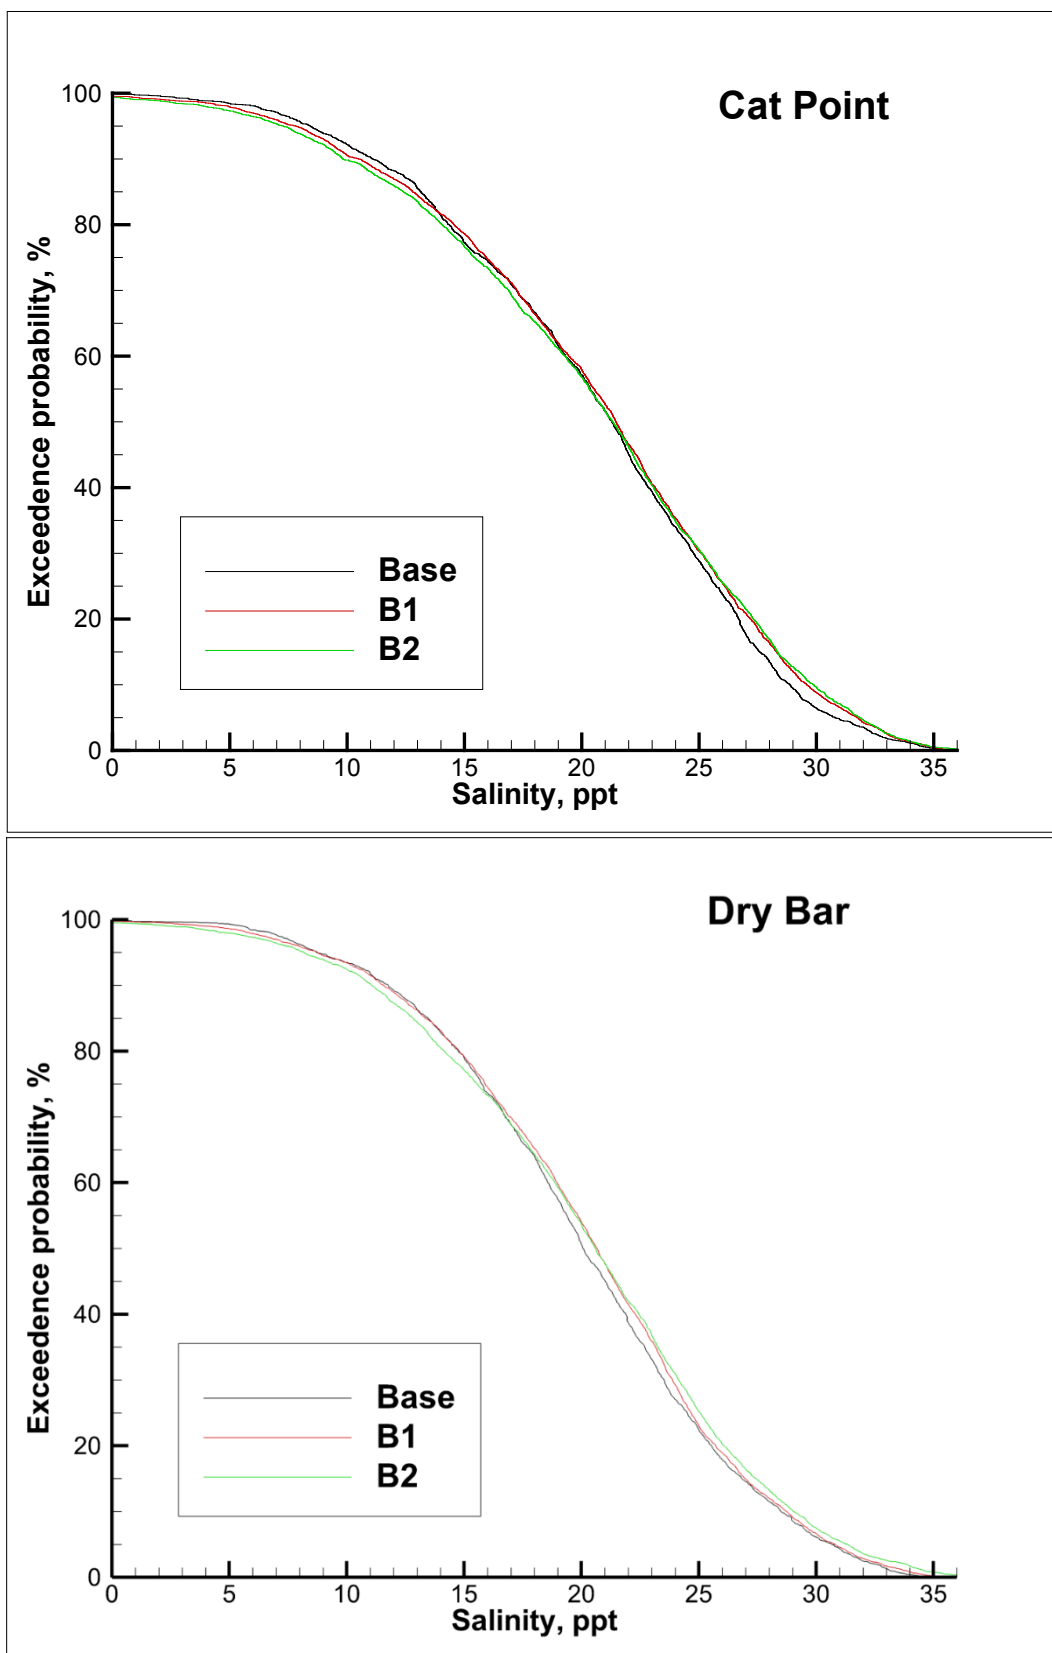 Cat Point
100
80
60
40
20
0
Exceedence probability, %
Base
B1
B2
0 5 10 15 20 25 30 35
Salinity, ppt
Dry Bar
100
80
60
40
20
0
Exceedence probability, %
Base
B1
B2
0 5 10 15 20 25 30 35
Salinity, ppt